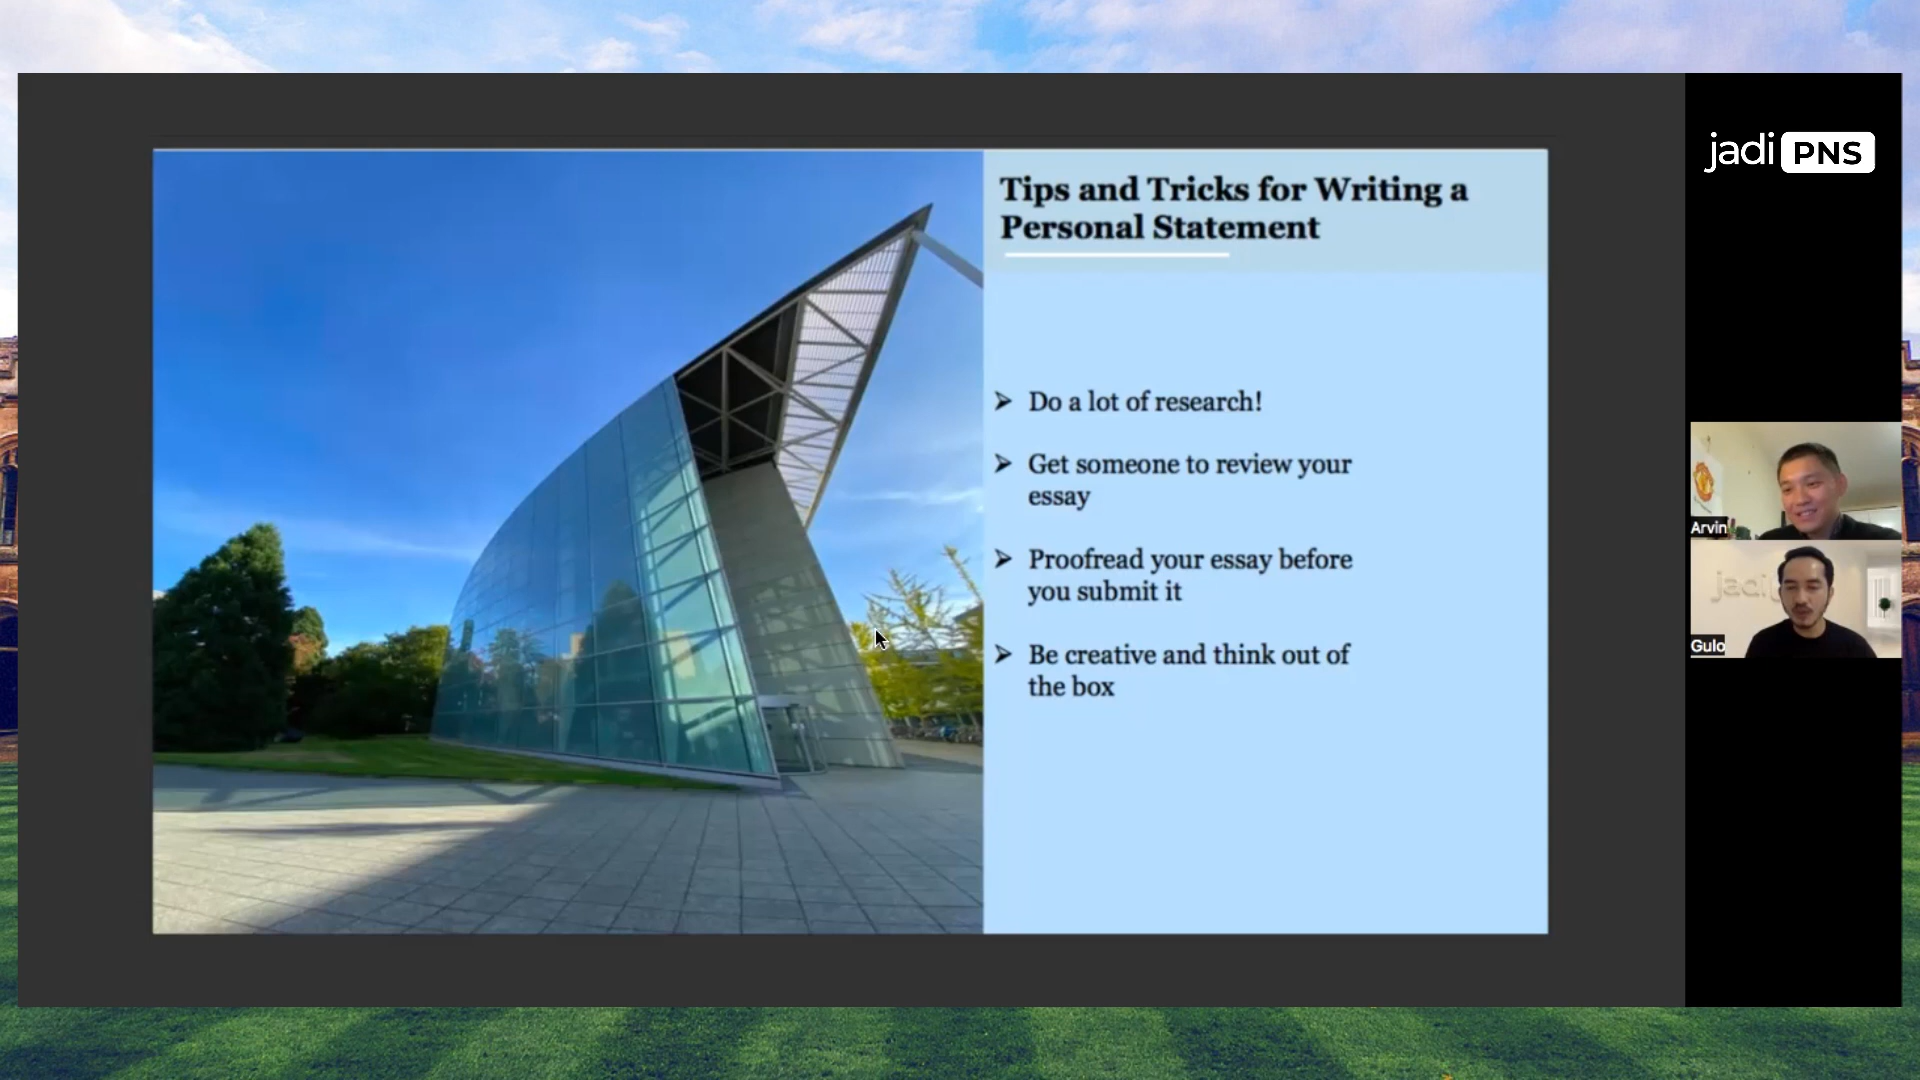 jadi PNS
Tips and Tricks for Writing a
Personal Statement
➢ Do a lot of research!
➢ Get someone to review your
essay
➢ Proofread your essay before
you submit it
➢ Be creative and think out of
the box
Arvin
jadi
Gulo